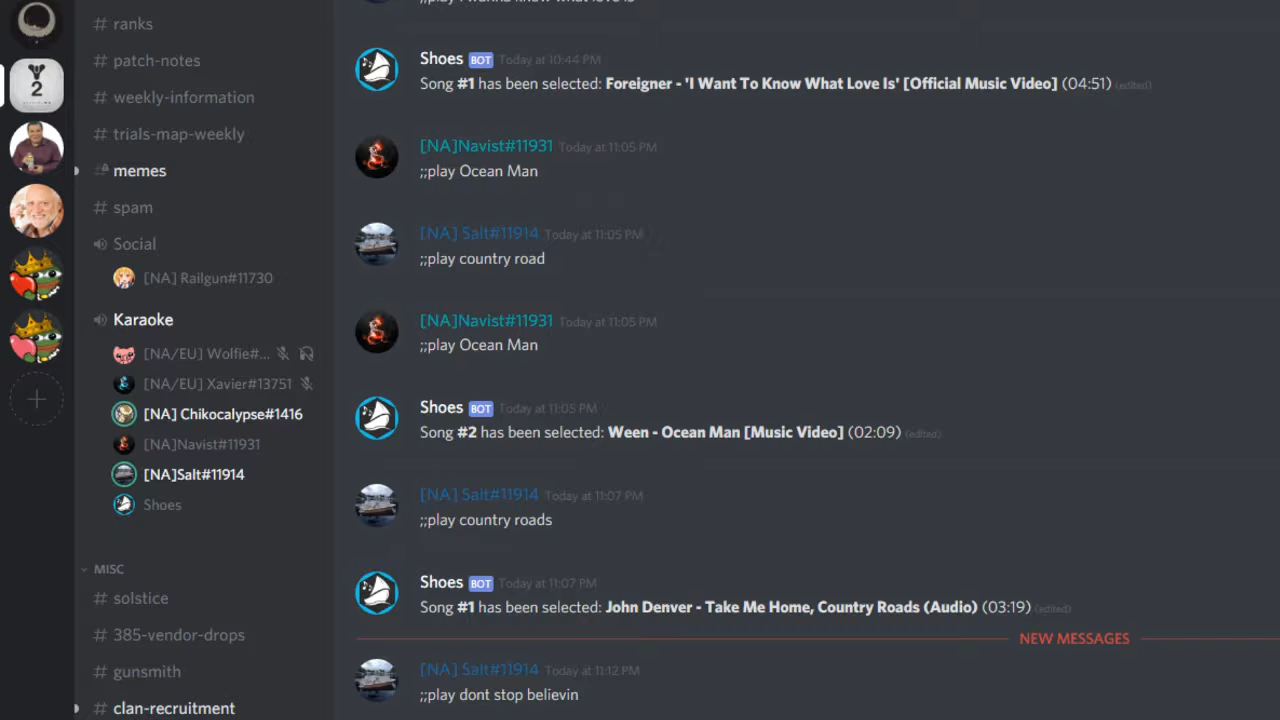 # ranks
# patch-notes
# weekly-information
# trials-map-weekly
memes
# spam
Social
[NA] Railgun#11730
Karaoke
[NA/EU] Wolfie#...
[NA/EU] Xavier#13751
[NA] Chikocalypse#1416
[NA]Navist#11931
[NA]Salt#11914
Shoes
MISC
# solstice
# 385-vendor-drops
# gunsmith
clan-recruitment
2
Shoes BOT Today at 10:44 PM
Song #1 has been selected: Foreigner - 'I Want To Know What Love Is' [Official Music Video] (04:51) (edited)
[NA]Navist#11931 Today at 11:05 PM
;;play Ocean Man
[NA] Salt#11914 Today at 11:05 PM
;;play country road
[NA]Navist#11931 Today at 11:05 PM
;;play Ocean Man
Shoes BOT Today at 11:05 PM
Song #2 has been selected: Ween - Ocean Man [Music Video] (02:09) (edited)
[NA] Salt#11914 Today at 11:07 PM
;;play country roads
Shoes BOT Today at 11:07 PM
Song #1 has been selected: John Denver - Take Me Home, Country Roads (Audio) (03:19) (edited)
NEW MESSAGES
[NA] Salt#11914 Today at 11:12 PM
;;play dont stop believin